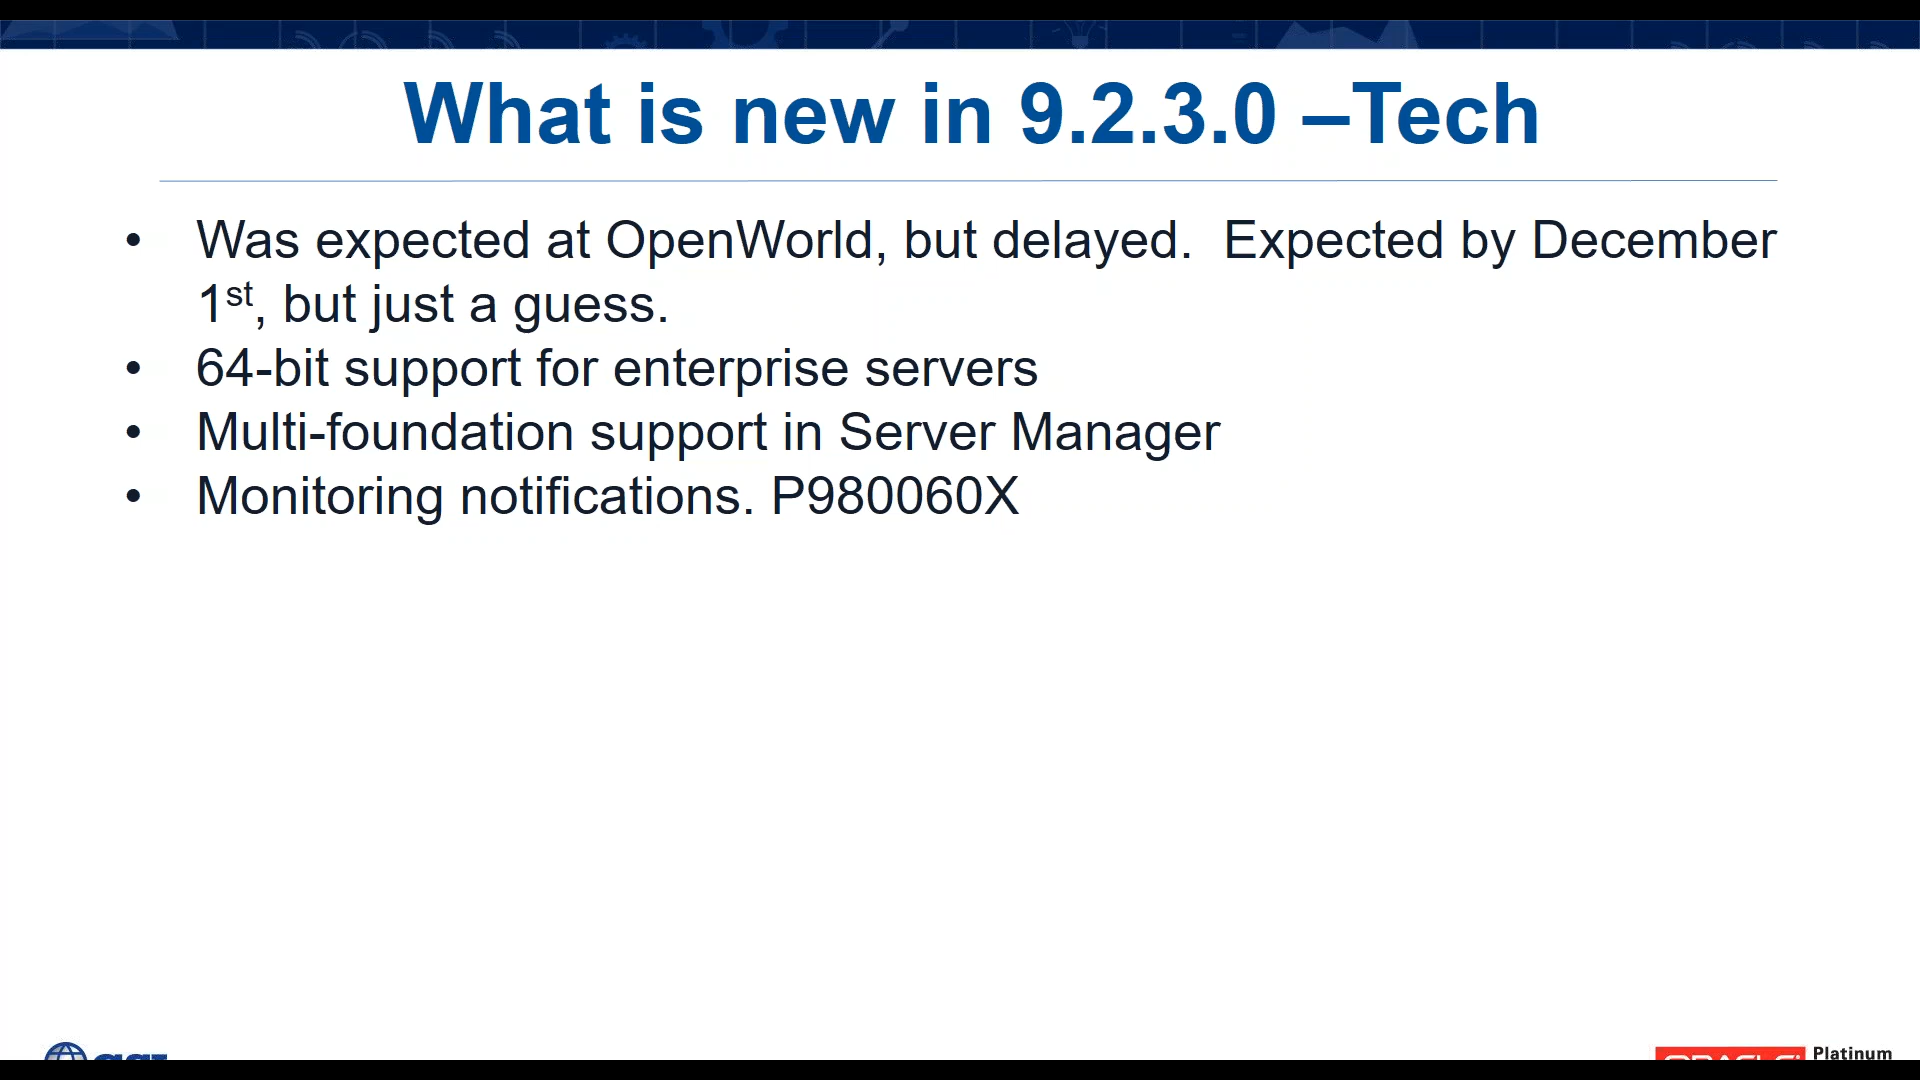 What is new in 9.2.3.0 –Tech
• Was expected at OpenWorld, but delayed.  Expected by December
1st, but just a guess.
• 64-bit support for enterprise servers
• Multi-foundation support in Server Manager
• Monitoring notifications. P980060X
ORACLE Platinum